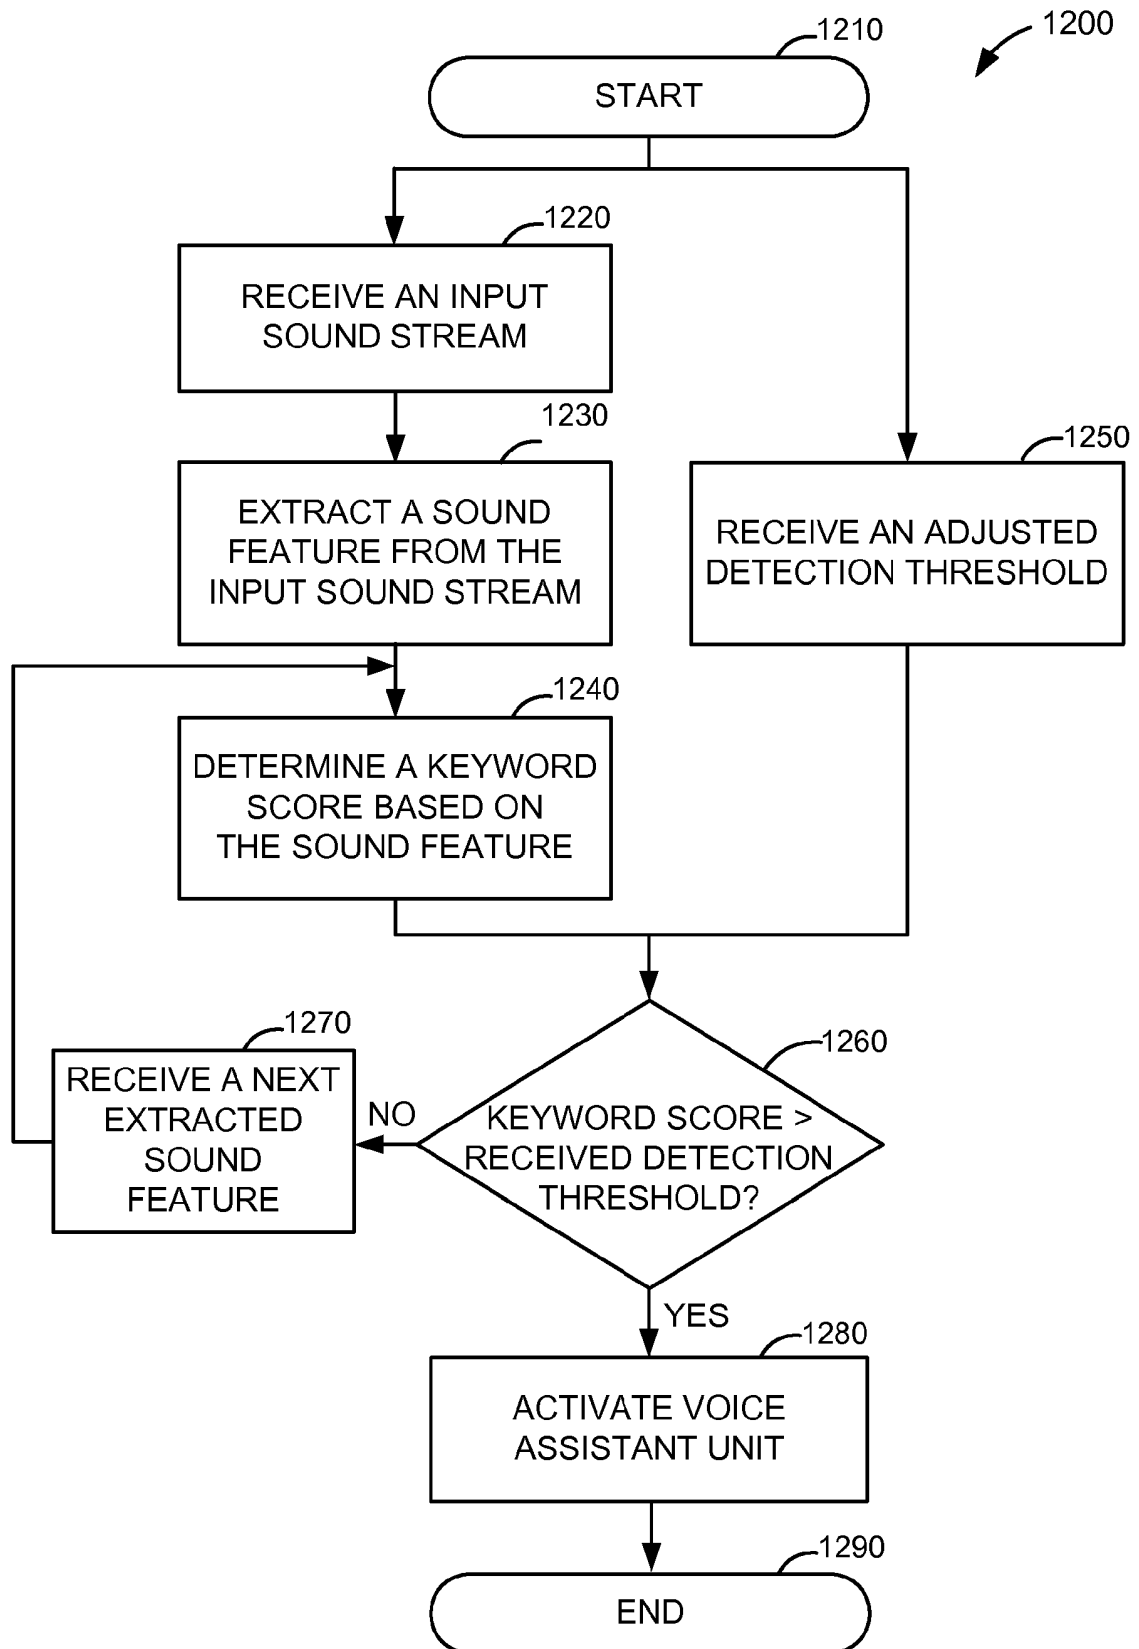 1200
1210
START
1220
RECEIVE AN INPUT
SOUND STREAM
1230
EXTRACT A SOUND
FEATURE FROM THE
INPUT SOUND STREAM
1250
RECEIVE AN ADJUSTED
DETECTION THRESHOLD
1240
DETERMINE A KEYWORD
SCORE BASED ON
THE SOUND FEATURE
1260
KEYWORD SCORE >
RECEIVED DETECTION
THRESHOLD?
NO
1270
RECEIVE A NEXT
EXTRACTED
SOUND
FEATURE
YES
1280
ACTIVATE VOICE
ASSISTANT UNIT
1290
END